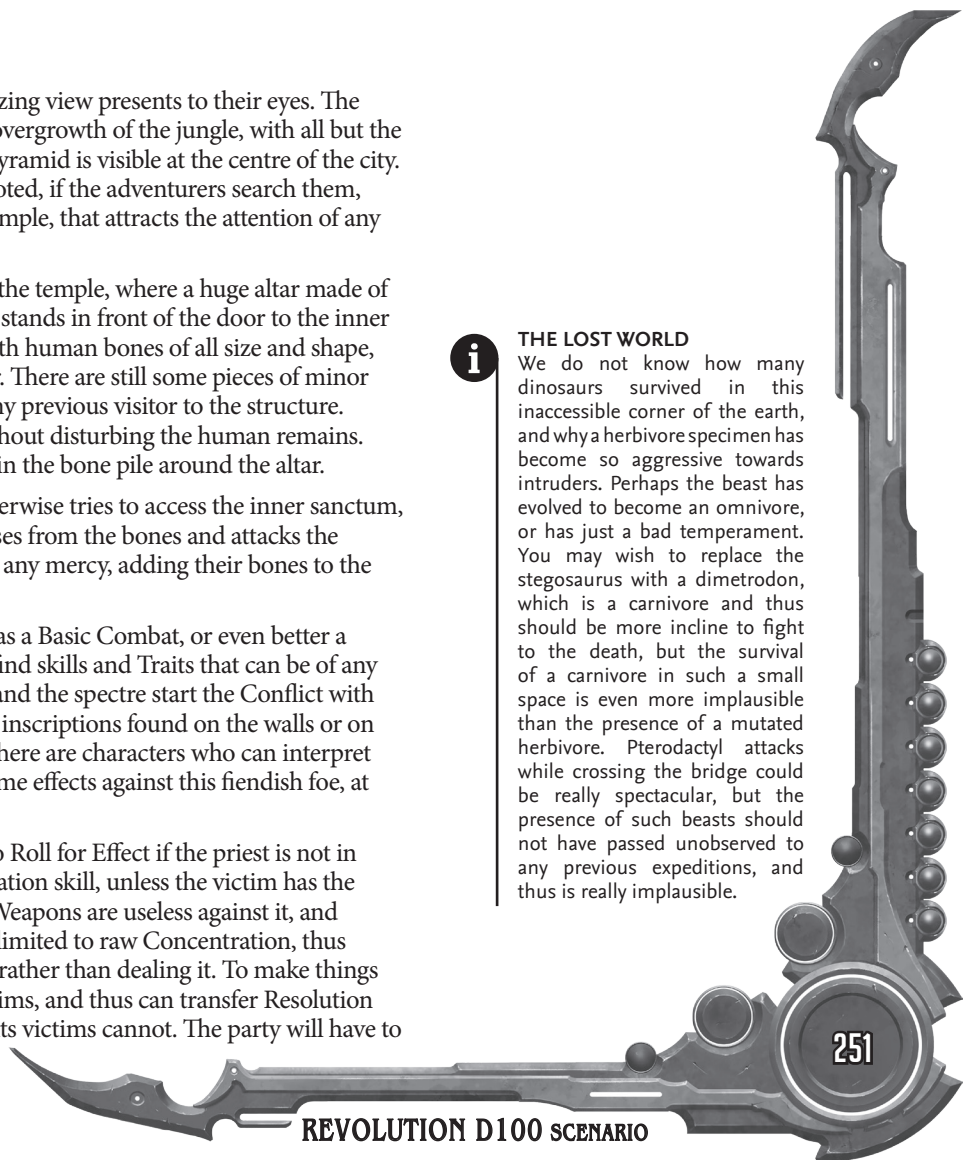 zing view presents to their eyes. The
overgrowth of the jungle, with all but the
yramid is visible at the centre of the city.
oted, if the adventurers search them,
mple, that attracts the attention of any
the temple, where a huge altar made of
stands in front of the door to the inner
th human bones of all size and shape,
. There are still some pieces of minor
ny previous visitor to the structure.
hout disturbing the human remains.
in the bone pile around the altar.
erwise tries to access the inner sanctum,
ses from the bones and attacks the
any mercy, adding their bones to the
as a Basic Combat, or even better a
ind skills and Traits that can be of any
and the spectre start the Conflict with
inscriptions found on the walls or on
here are characters who can interpret
me effects against this fiendish foe, at
o Roll for Effect if the priest is not in
ation skill, unless the victim has the
Weapons are useless against it, and
limited to raw Concentration, thus
rather than dealing it. To make things
ims, and thus can transfer Resolution
ts victims cannot. The party will have to
i
THE LOST WORLD
We do not know how many
dinosaurs survived in this
inaccessible corner of the earth,
and why a herbivore specimen has
become so aggressive towards
intruders. Perhaps the beast has
evolved to become an omnivore,
or has just a bad temperament.
You may wish to replace the
stegosaurus with a dimetrodon,
which is a carnivore and thus
should be more incline to fight
to the death, but the survival
of a carnivore in such a small
space is even more implausible
than the presence of a mutated
herbivore. Pterodactyl attacks
while crossing the bridge could
be really spectacular, but the
presence of such beasts should
not have passed unobserved to
any previous expeditions, and
thus is really implausible.
251
REVOLUTION D100 SCENARIO